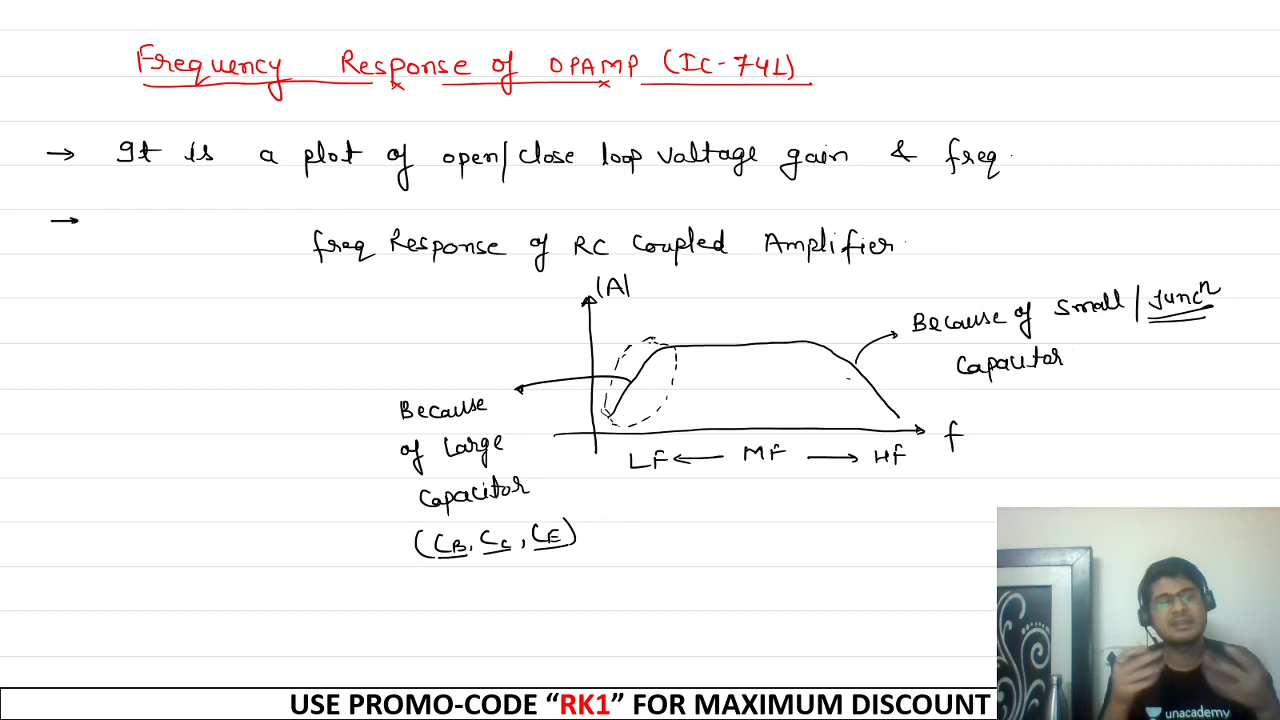 Frequency Response of OPAMP (IC-741)
→ It is a plot of open/close loop voltage gain & freq.
→
freq Response of RC Coupled Amplifier.
|A|
Because of small/Juncⁿ
Capacitor
Because
of large
Capacitor
(CB, CC, CE)
f
LF ← MF → HF
unacademy
USE PROMO-CODE “RK1” FOR MAXIMUM DISCOUNT